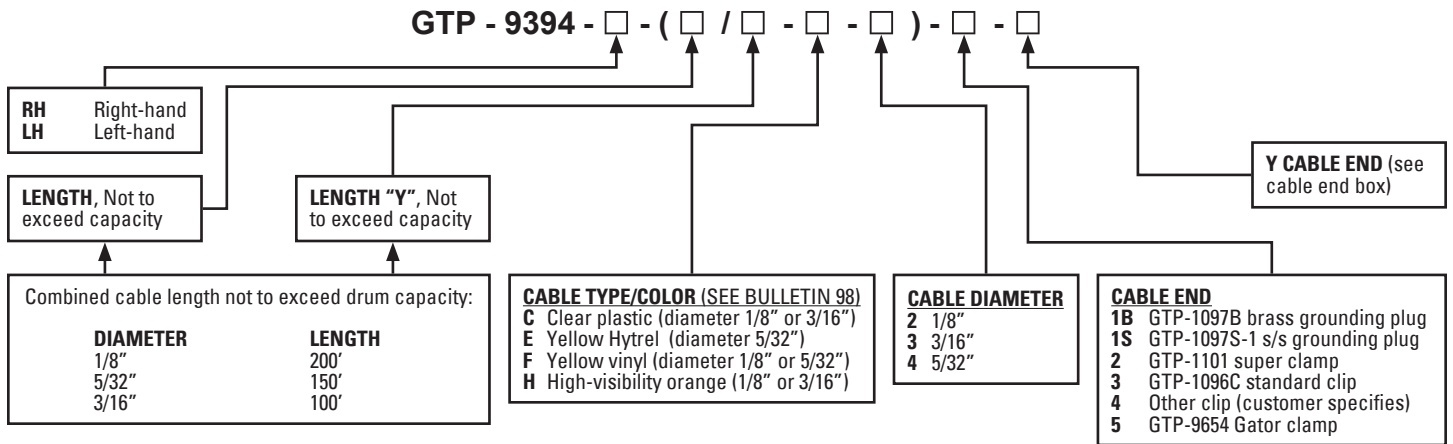 GTP - 9394 - □ - ( □ / □ - □ - □ ) - □ - □
RH Right-hand
LH Left-hand
LENGTH, Not to
exceed capacity
LENGTH “Y”, Not
to exceed capacity
Y CABLE END (see
cable end box)
Combined cable length not to exceed drum capacity:
DIAMETER LENGTH
1/8” 200’
5/32” 150’
3/16” 100’
CABLE TYPE/COLOR (SEE BULLETIN 98)
C Clear plastic (diameter 1/8” or 3/16”)
E Yellow Hytrel (diameter 5/32”)
F Yellow vinyl (diameter 1/8” or 5/32”)
H High-visibility orange (1/8” or 3/16”)
CABLE DIAMETER
2 1/8”
3 3/16”
4 5/32”
CABLE END
1B GTP-1097B brass grounding plug
1S GTP-1097S-1 s/s grounding plug
2 GTP-1101 super clamp
3 GTP-1096C standard clip
4 Other clip (customer specifies)
5 GTP-9654 Gator clamp